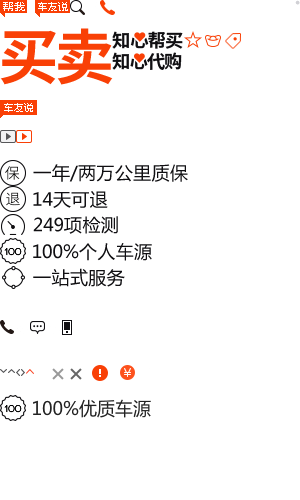 帮我 车友说
买卖
知心帮买
知心代购
车友说
保 一年/两万公里质保
退 14天可退
249项检测
100 100%个人车源
一站式服务
¥
100 100%优质车源